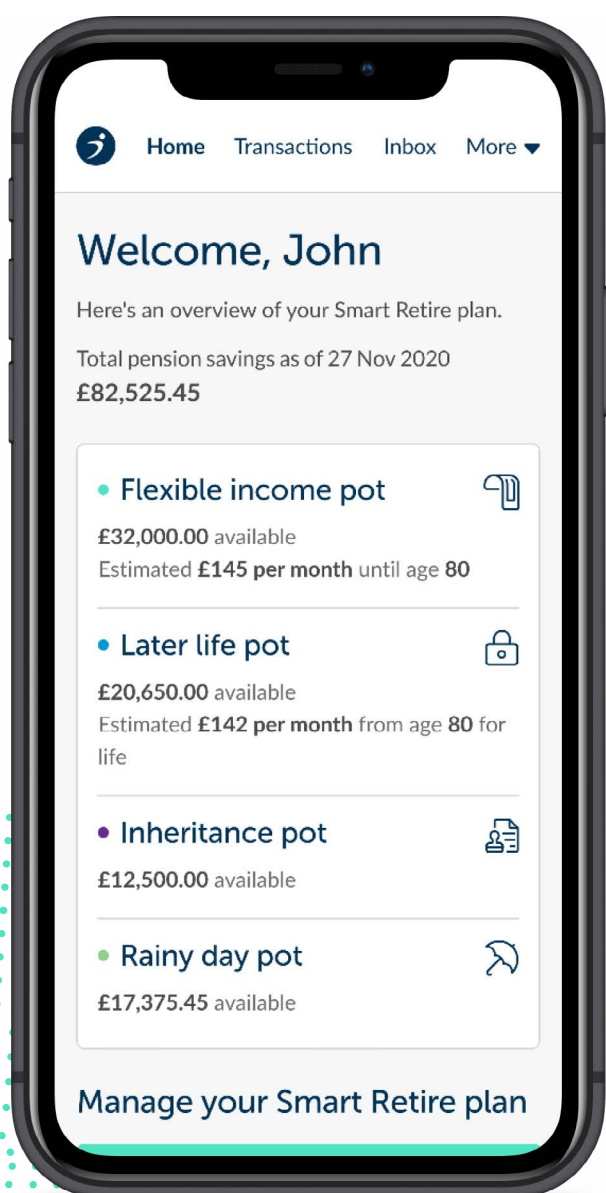 Home Transactions Inbox More
Welcome, John
Here's an overview of your Smart Retire plan.
Total pension savings as of 27 Nov 2020
£82,525.45
Flexible income pot
£32,000.00 available
Estimated £145 per month until age 80
Later life pot
£20,650.00 available
Estimated £142 per month from age 80 for
life
Inheritance pot
£12,500.00 available
Rainy day pot
£17,375.45 available
Manage your Smart Retire plan